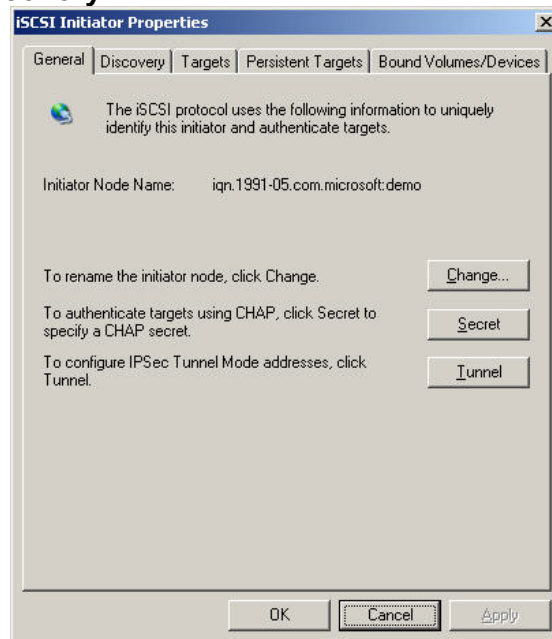 iSCSI Initiator Properties
General Discovery Targets Persistent Targets Bound Volumes/Devices
The iSCSI protocol uses the following information to uniquely
identify this initiator and authenticate targets.
Initiator Node Name: iqn.1991-05.com.microsoft:demo
To rename the initiator node, click Change. Change...
To authenticate targets using CHAP, click Secret to
specify a CHAP secret. Secret
To configure IPSec Tunnel Mode addresses, click
Tunnel. Tunnel
OK Cancel Apply